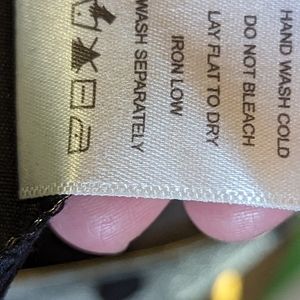 HAND WASH COLD
DO NOT BLEACH
LAY FLAT TO DRY
IRON LOW
WASH SEPARATELY